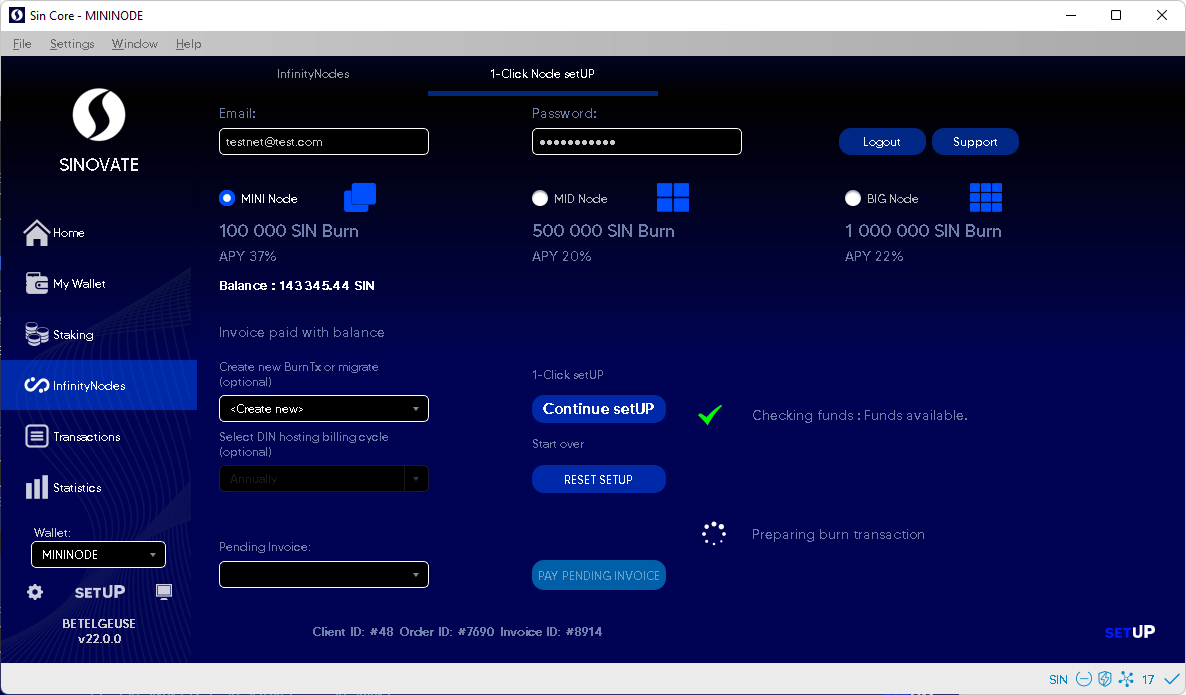 Sin Core - MININODE
File Settings Window Help
InfinityNodes 1-Click Node setUP
SINOVATE
Home
My Wallet
Staking
InfinityNodes
Transactions
Statistics
Wallet:
MININODE
SETUP
BETELGEUSE
v22.0.0
Email: Password:
testnet@test.com
Logout Support
MINI Node MID Node BIG Node
100 000 SIN Burn 500 000 SIN Burn 1 000 000 SIN Burn
APY 37% APY 20% APY 22%
Balance : 143 345.44 SIN
Invoice paid with balance
Create new BurnTx or migrate
(optional)
<Create new>
Select DIN hosting billing cycle
(optional)
Annually
1-Click setUP
Continue setUP
Checking funds : Funds available.
Start over
RESET SETUP
Preparing burn transaction
Pending Invoice:
PAY PENDING INVOICE
Client ID: #48 Order ID: #7690 Invoice ID: #8914
SETUP
SIN 17